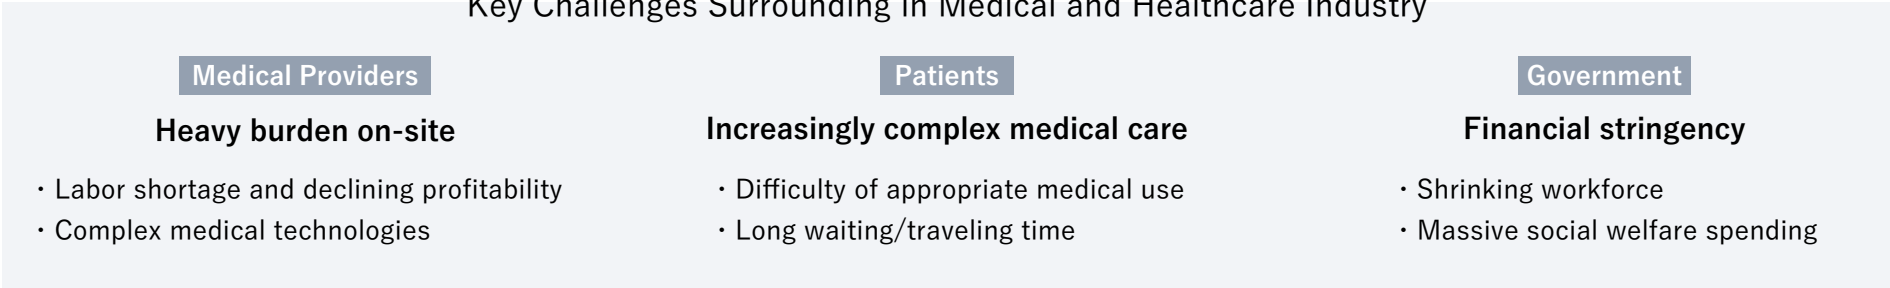 Key Challenges Surrounding in Medical and Healthcare Industry
Medical Providers
Heavy burden on-site
・Labor shortage and declining profitability
・Complex medical technologies
Patients
Increasingly complex medical care
・Difficulty of appropriate medical use
・Long waiting/traveling time
Government
Financial stringency
・Shrinking workforce
・Massive social welfare spending